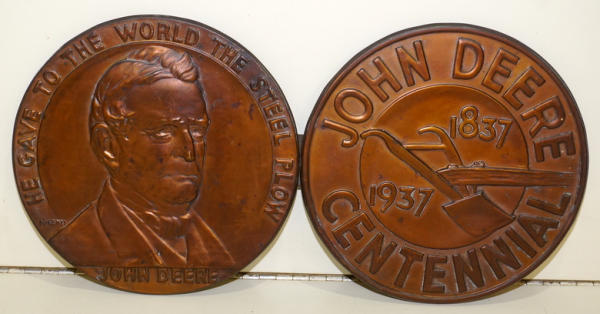 HE GAVE TO THE WORLD THE STEEL PLOW
JOHN DEERE
JOHN DEERE
1837
1937
CENTENNIAL